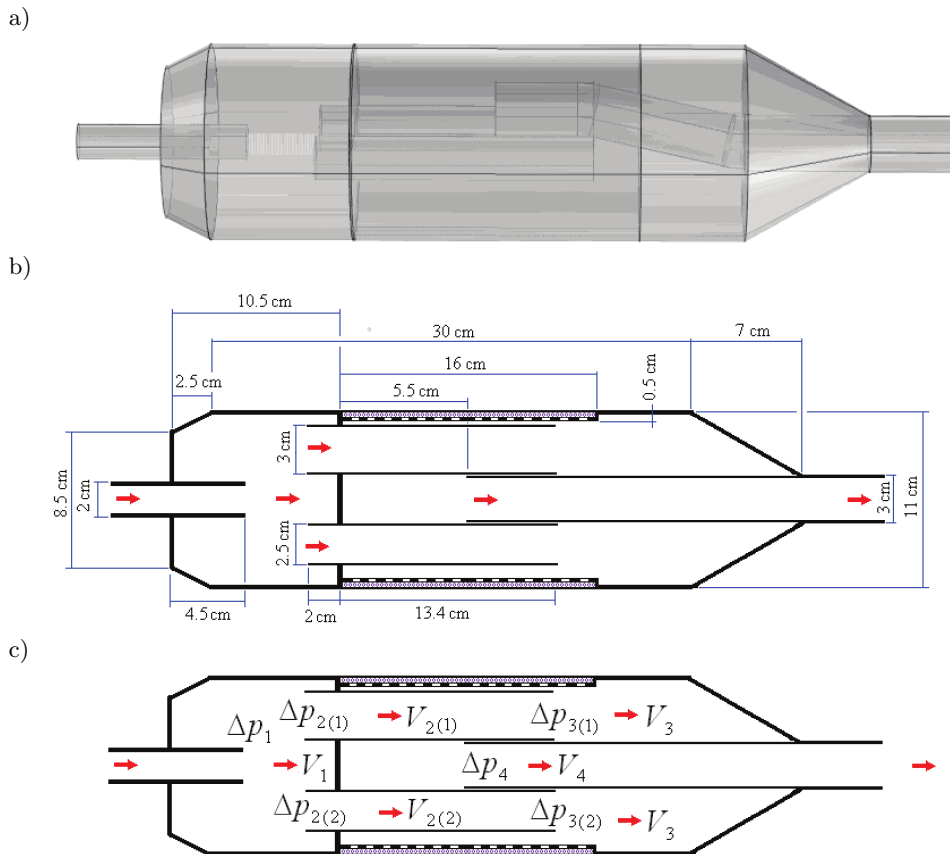 a)
b)
10.5 cm
30 cm
7 cm
2.5 cm
16 cm
5.5 cm
0.5 cm
8.5 cm
2 cm
3 cm
2.5 cm
3 cm
11 cm
4.5 cm
2 cm
13.4 cm
c)
Δp₂₍₁₎ V₂₍₁₎ Δp₃₍₁₎ V₃
Δp₁ V₁ Δp₄ V₄
Δp₂₍₂₎ V₂₍₂₎ Δp₃₍₂₎ V₃